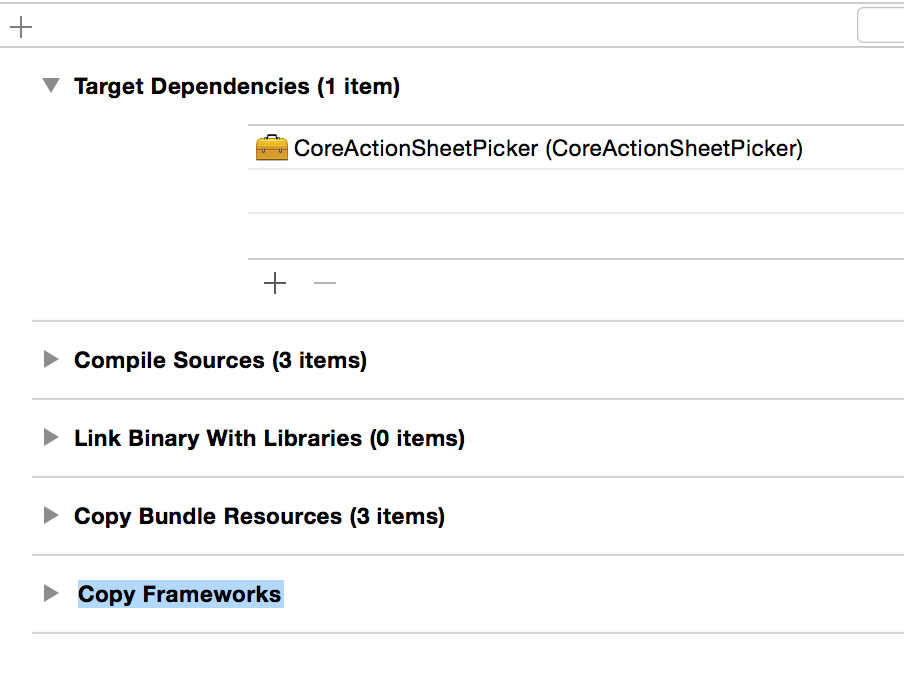 Target Dependencies (1 item)
CoreActionSheetPicker (CoreActionSheetPicker)
Compile Sources (3 items)
Link Binary With Libraries (0 items)
Copy Bundle Resources (3 items)
Copy Frameworks